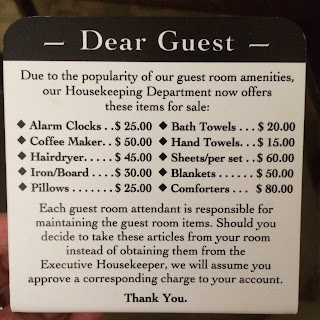 — Dear Guest —
Due to the popularity of our guest room amenities,
our Housekeeping Department now offers
these items for sale:
◆ Alarm Clocks . . $ 25.00 ◆ Bath Towels . . . $ 20.00
◆ Coffee Maker. . $ 50.00 ◆ Hand Towels . . $ 15.00
◆ Hairdryer. . . . . $ 45.00 ◆ Sheets/per set . . $ 60.00
◆ Iron/Board . . . . $ 30.00 ◆ Blankets . . . . . . $ 50.00
◆ Pillows . . . . . . . $ 25.00 ◆ Comforters . . . $ 80.00
Each guest room attendant is responsible for
maintaining the guest room items. Should you
decide to take these articles from your room
instead of obtaining them from the
Executive Housekeeper, we will assume you
approve a corresponding charge to your account.
Thank You.